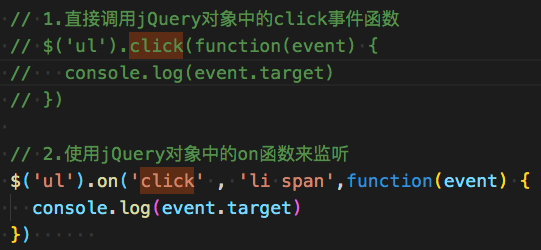 // 1.直接调用jQuery对象中的click事件函数
// $('ul').click(function(event) {
//   console.log(event.target)
// })
// 2.使用jQuery对象中的on函数来监听
$('ul').on('click' , 'li span',function(event) {
  console.log(event.target)
})